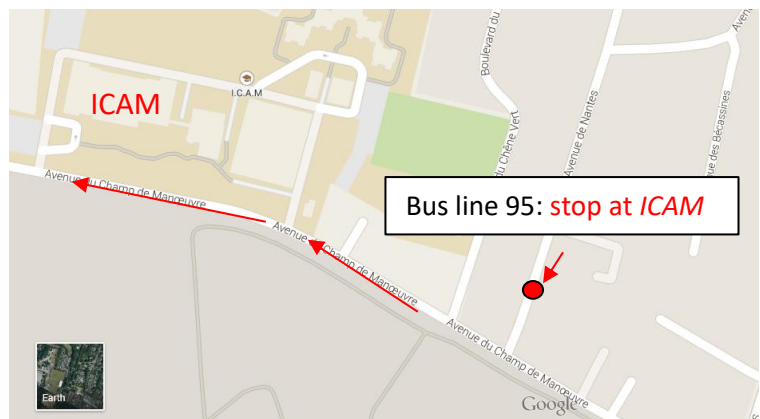 Boulevard du
Chêne Vert
Avenue de Nantes
Avenue
ue des Bécassines
ICAM
I.C.A.M
Avenue du Champ de Manœuvre
Bus line 95: stop at ICAM
Avenue du Champ de Manœuvre
Avenue du Champ de Manœuvre
Earth
Google